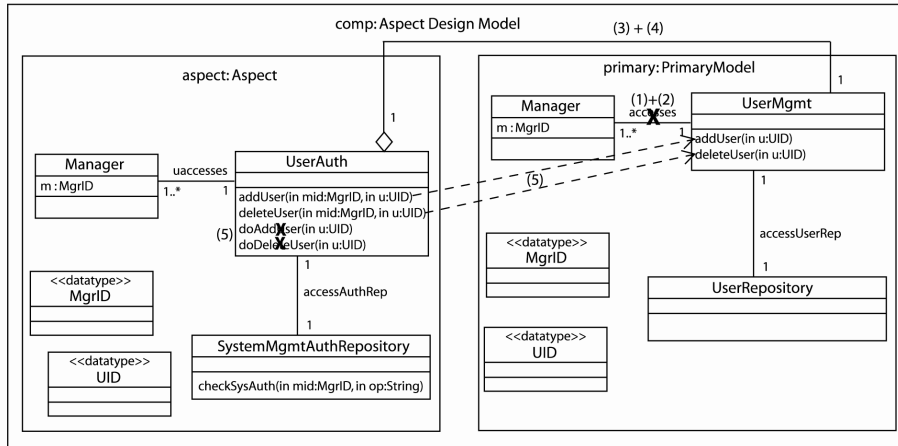 comp: Aspect Design Model
(3) + (4)
aspect: Aspect
1
Manager
m : MgrID
uaccesses
1..*
1
UserAuth
addUser(in mid:MgrID, in u:UID)
deleteUser(in mid:MgrID, in u:UID)
doAddUser(in u:UID)
doDeleteUser(in u:UID)
(5)
1
accessAuthRep
1
<<datatype>>
MgrID
SystemMgmtAuthRepository
checkSysAuth(in mid:MgrID, in op:String)
<<datatype>>
UID
primary: PrimaryModel
1
Manager
m : MgrID
(1)+(2)
accesses
1..*
1
UserMgmt
addUser(in u:UID)
deleteUser(in u:UID)
(5)
1
accessUserRep
1
<<datatype>>
MgrID
UserRepository
<<datatype>>
UID